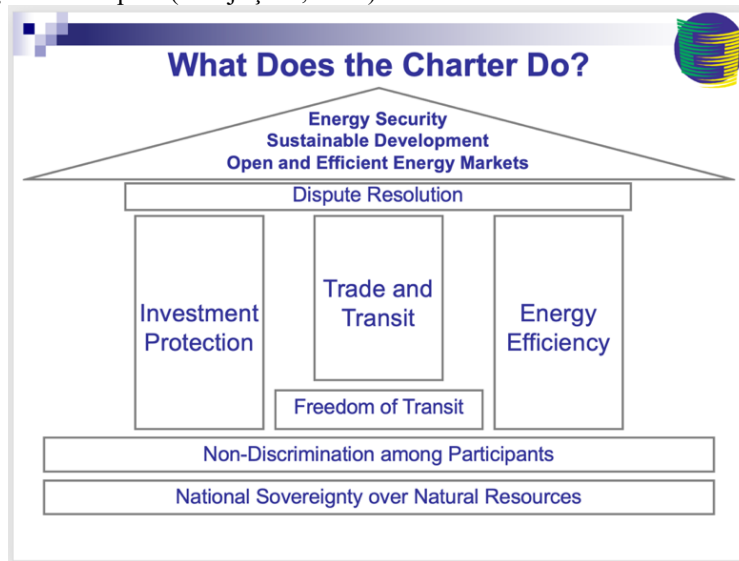 What Does the Charter Do?
Energy Security
Sustainable Development
Open and Efficient Energy Markets
Dispute Resolution
Investment
Protection
Trade and
Transit
Energy
Efficiency
Freedom of Transit
Non-Discrimination among Participants
National Sovereignty over Natural Resources